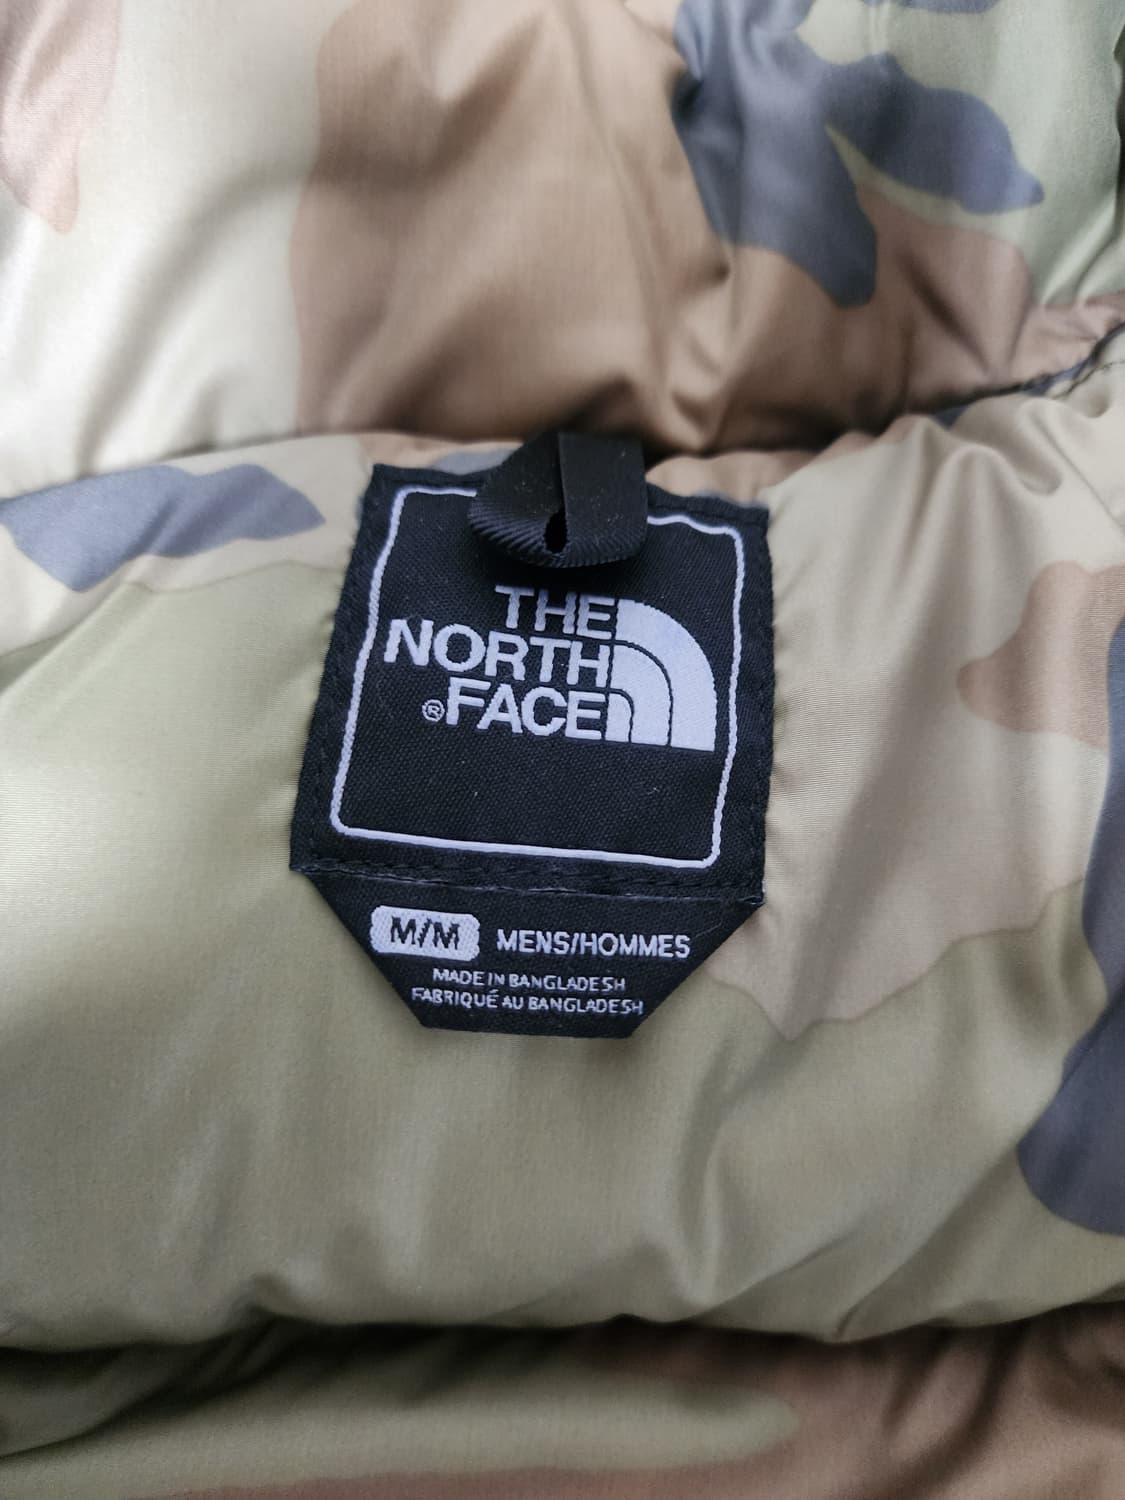 THE
NORTH
®FACE
M/M MENS/HOMMES
MADE IN BANGLADESH
FABRIQUÉ AU BANGLADESH